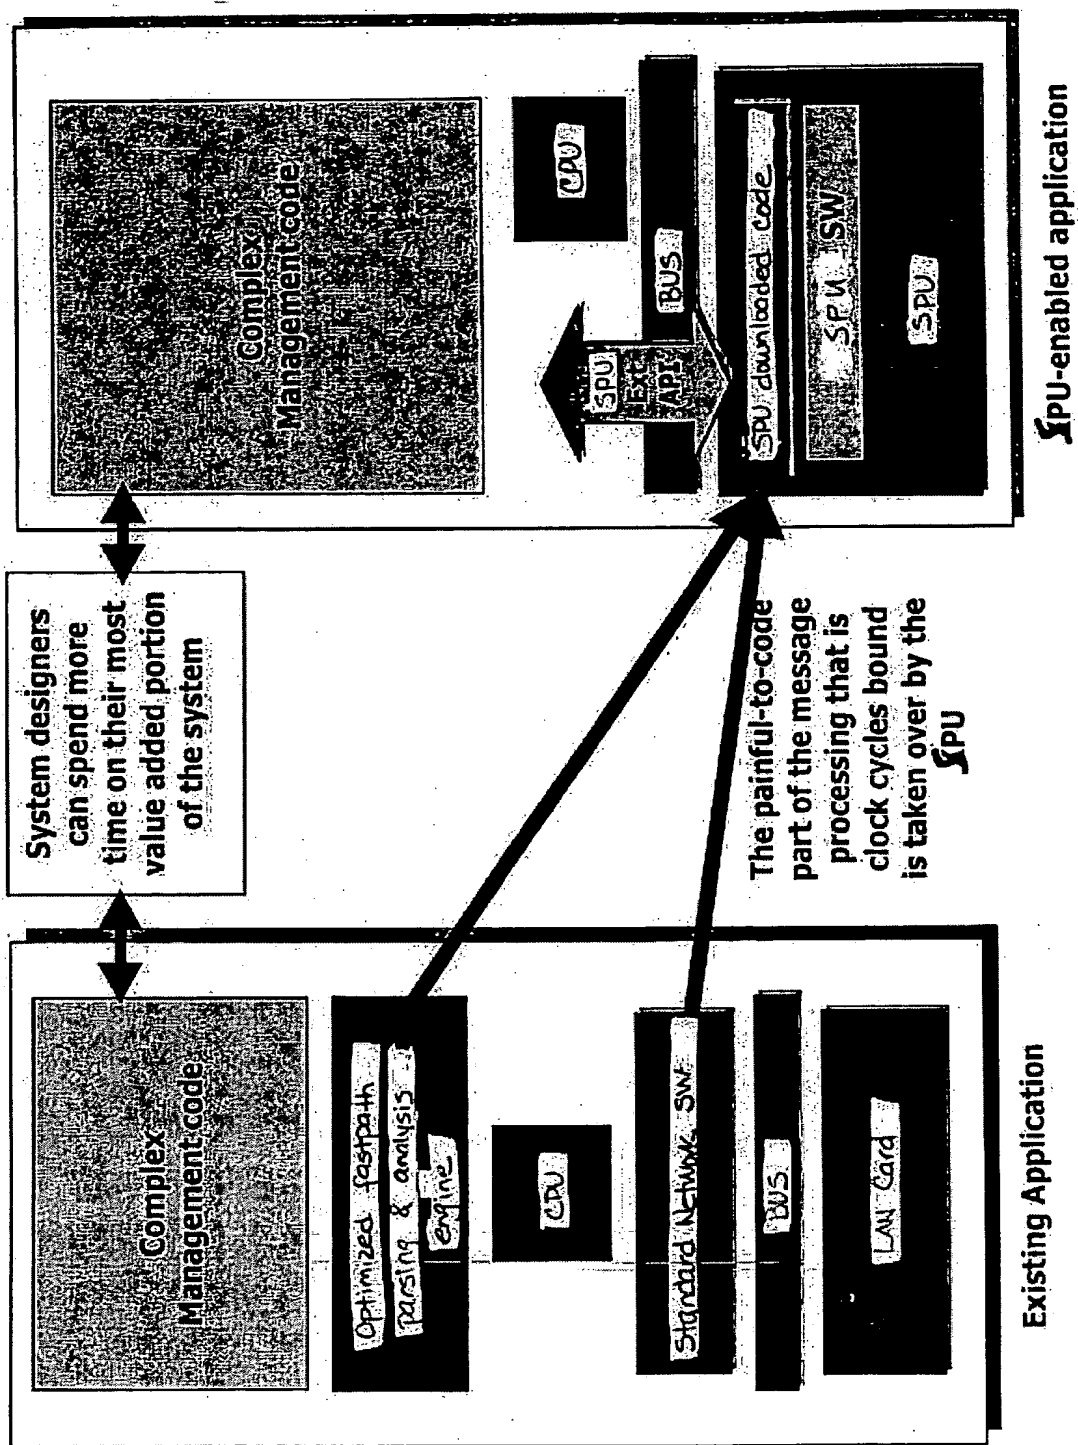 Complex
Management code
Optimized fastpath
parsing & analysis
engine
CPU
Standard Netwk. SW
BUS
LAN Card
Existing Application
System designers
can spend more
time on their most
value added portion
of the system
The painful-to-code
part of the message
processing that is
clock cycles bound
is taken over by the
SPU
Complex
Management code
CPU
SPU
Ext
API
BUS
SPU downloaded code
SPU SW
SPU
SPU-enabled application